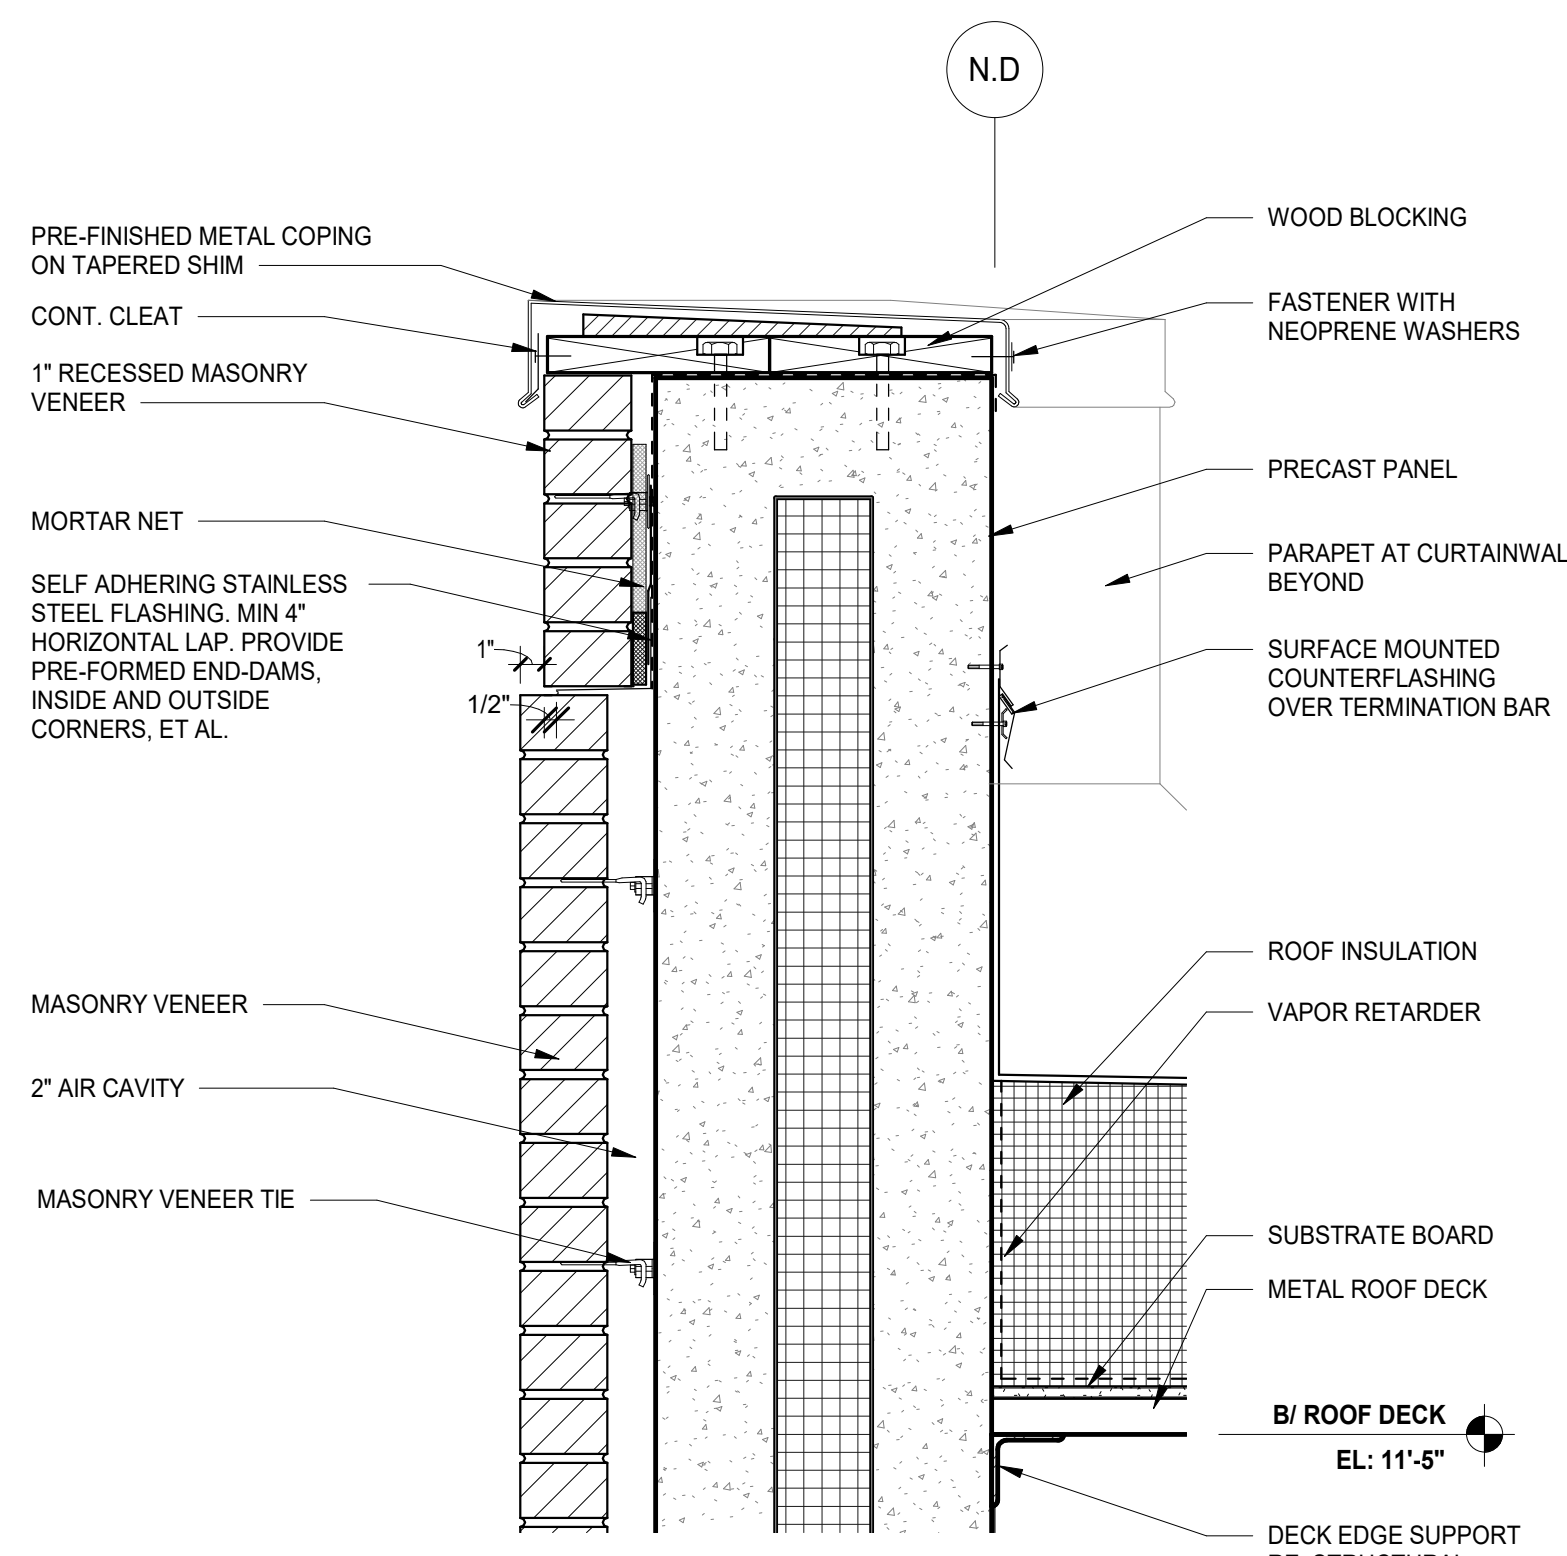 N.D
PRE-FINISHED METAL COPING
ON TAPERED SHIM
CONT. CLEAT
1" RECESSED MASONRY
VENEER
MORTAR NET
SELF ADHERING STAINLESS
STEEL FLASHING. MIN 4"
HORIZONTAL LAP. PROVIDE
PRE-FORMED END-DAMS,
INSIDE AND OUTSIDE
CORNERS, ET AL.
1"
1/2"
MASONRY VENEER
2" AIR CAVITY
MASONRY VENEER TIE
WOOD BLOCKING
FASTENER WITH
NEOPRENE WASHERS
PRECAST PANEL
PARAPET AT CURTAINWAL
BEYOND
SURFACE MOUNTED
COUNTERFLASHING
OVER TERMINATION BAR
ROOF INSULATION
VAPOR RETARDER
SUBSTRATE BOARD
METAL ROOF DECK
B/ ROOF DECK
EL: 11'-5"
DECK EDGE SUPPORT